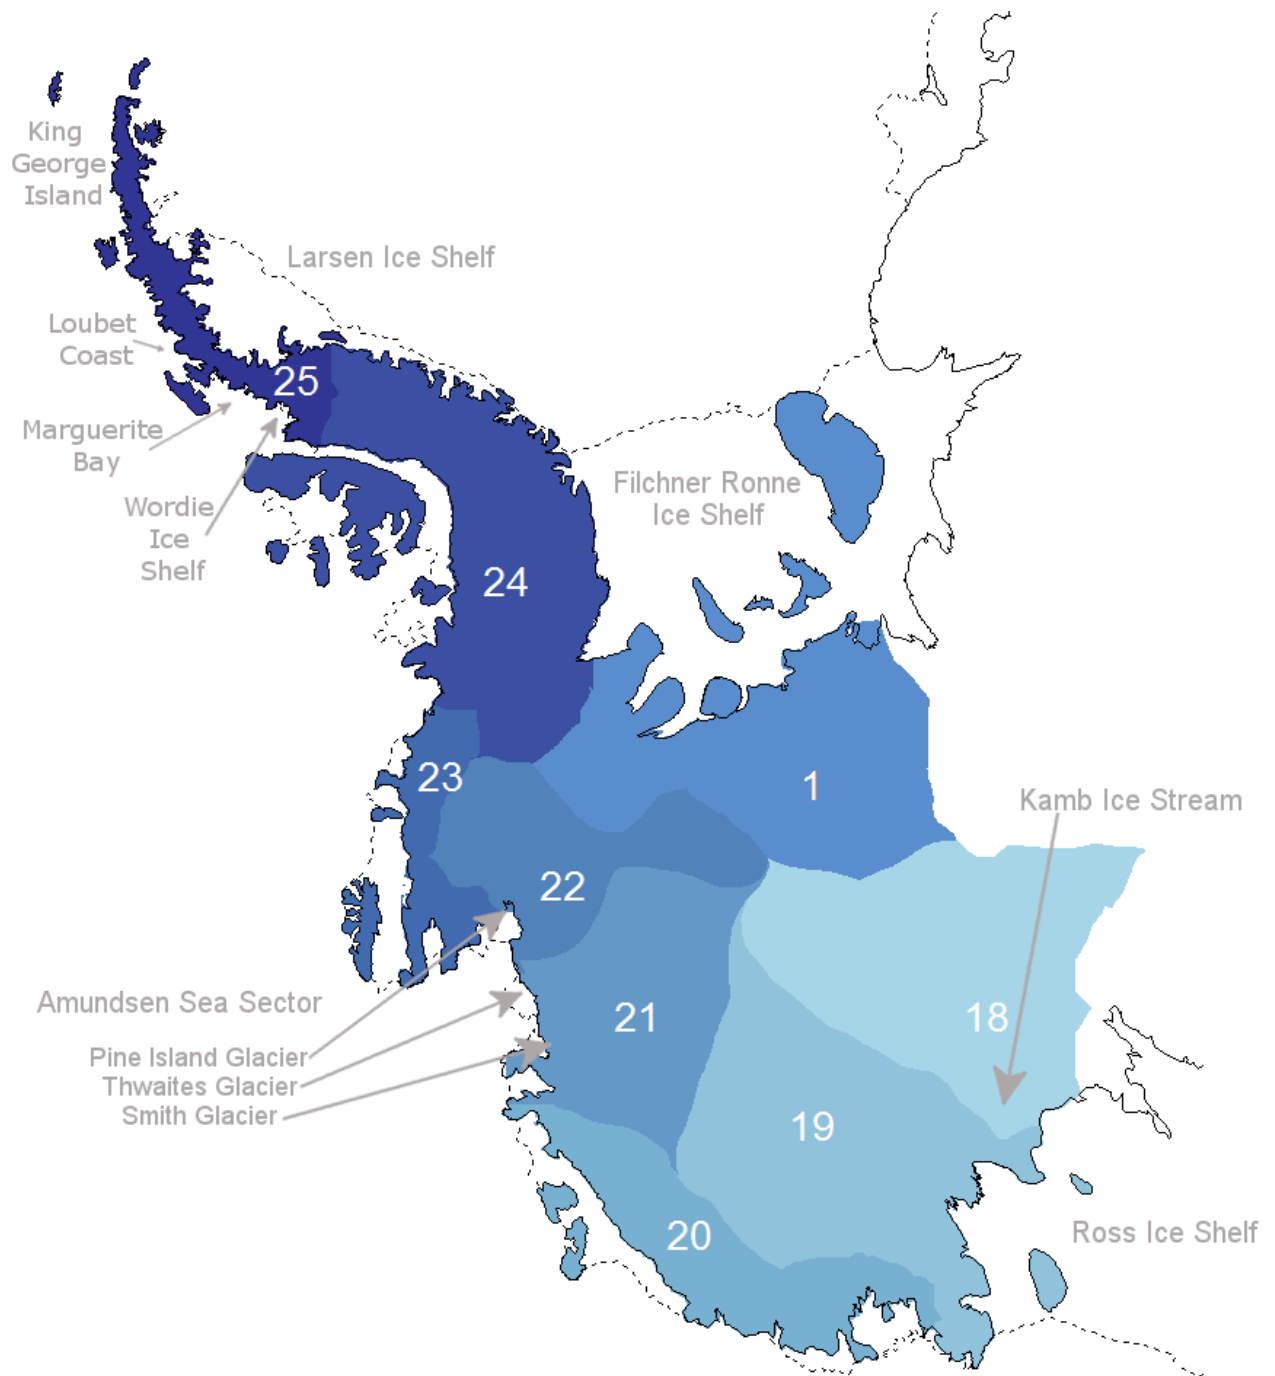 King
George
Island
Larsen Ice Shelf
Loubet
Coast
25
Marguerite
Bay
Filchner Ronne
Ice Shelf
Wordie
Ice
Shelf
24
23
1
Kamb Ice Stream
22
Amundsen Sea Sector
21
18
Pine Island Glacier
Thwaites Glacier
Smith Glacier
19
20
Ross Ice Shelf